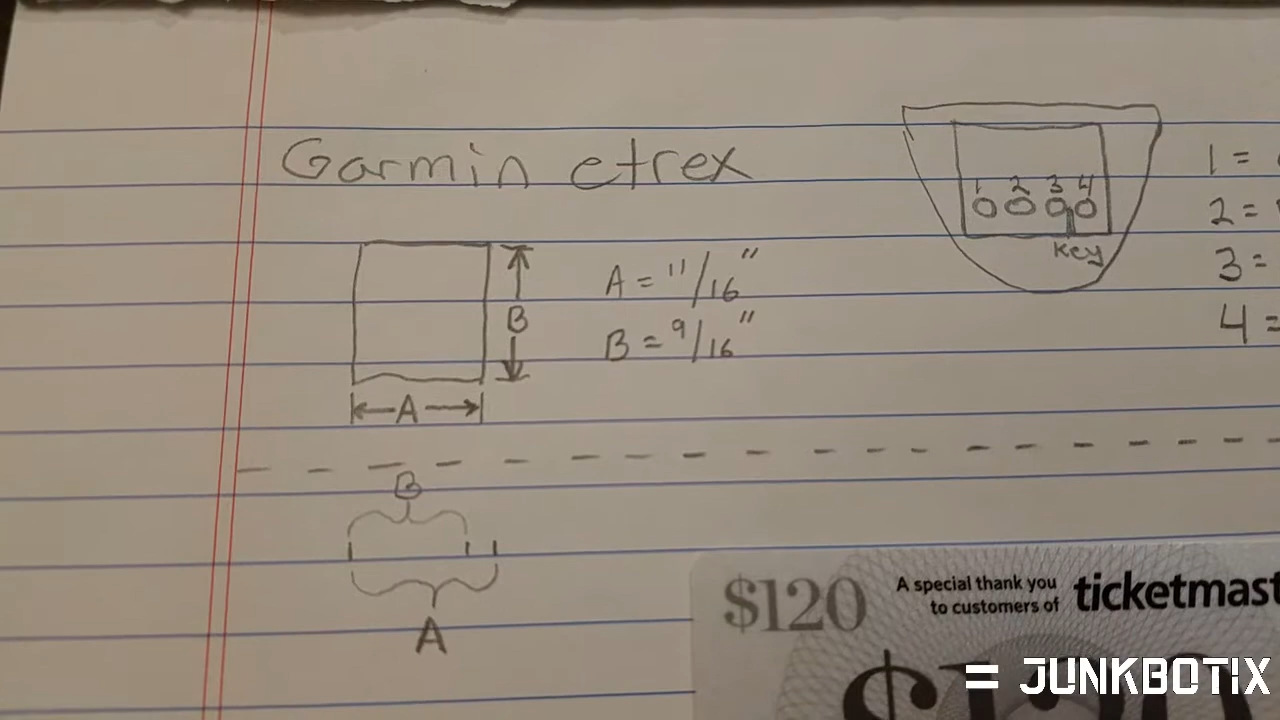 Garmin etrex
1 =
1 2 3 4
2 =
Key
3 =
A = 11/16"
B
B = 9/16"
4 =
A
B
A
$120
A special thank you
to customers of
ticketmast
= JUNKBOTIX